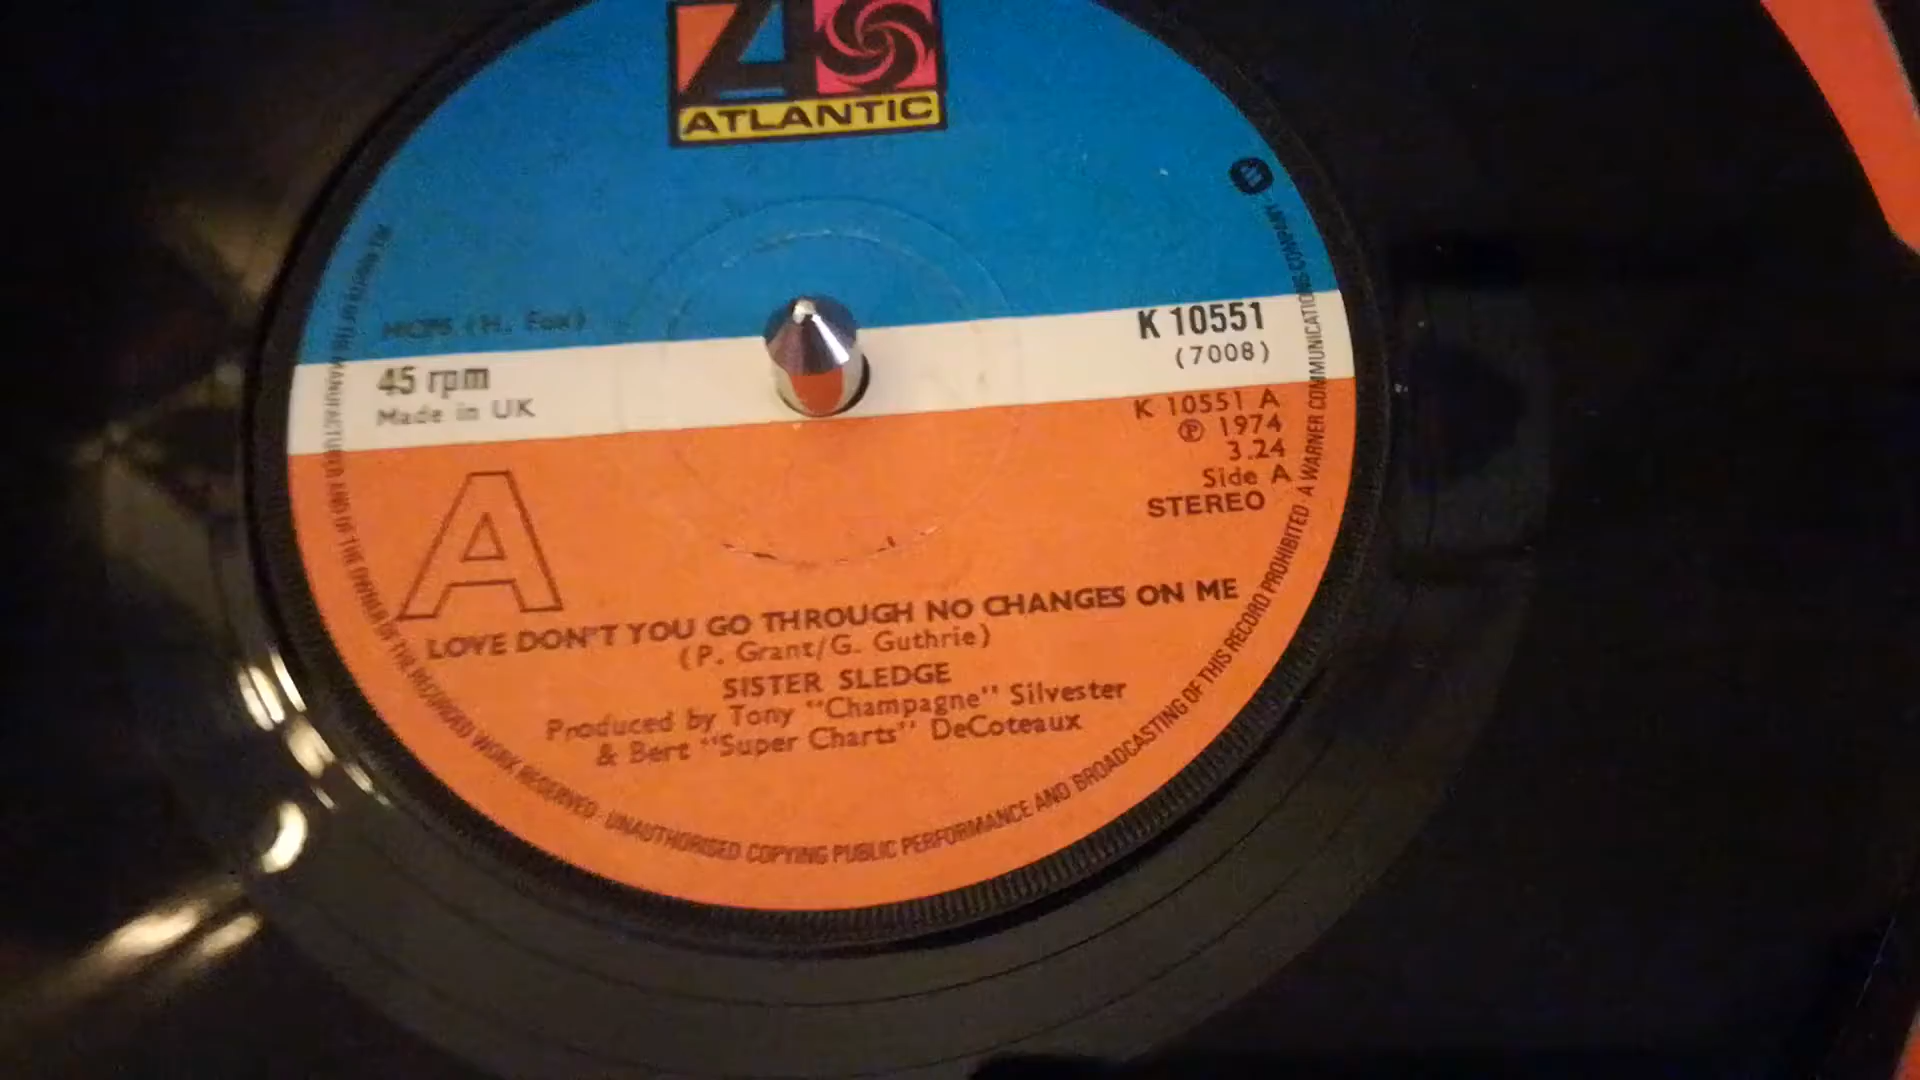 ATLANTIC
MCPS (H. Fox)
45 rpm
Made in UK
K 10551
(7008)
K 10551 A
Ⓟ 1974
3.24
Side A
STEREO
A
LOVE DON'T YOU GO THROUGH NO CHANGES ON ME
(P. Grant/G. Guthrie)
SISTER SLEDGE
Produced by Tony "Champagne" Silvester
& Bert "Super Charts" DeCoteaux
OF THE MANUFACTURER AND OF THE OWNER OF THE RECORDED WORK RESERVED · UNAUTHORISED COPYING PUBLIC PERFORMANCE AND BROADCASTING OF THIS RECORD PROHIBITED · A WARNER COMMUNICATIONS COMPANY